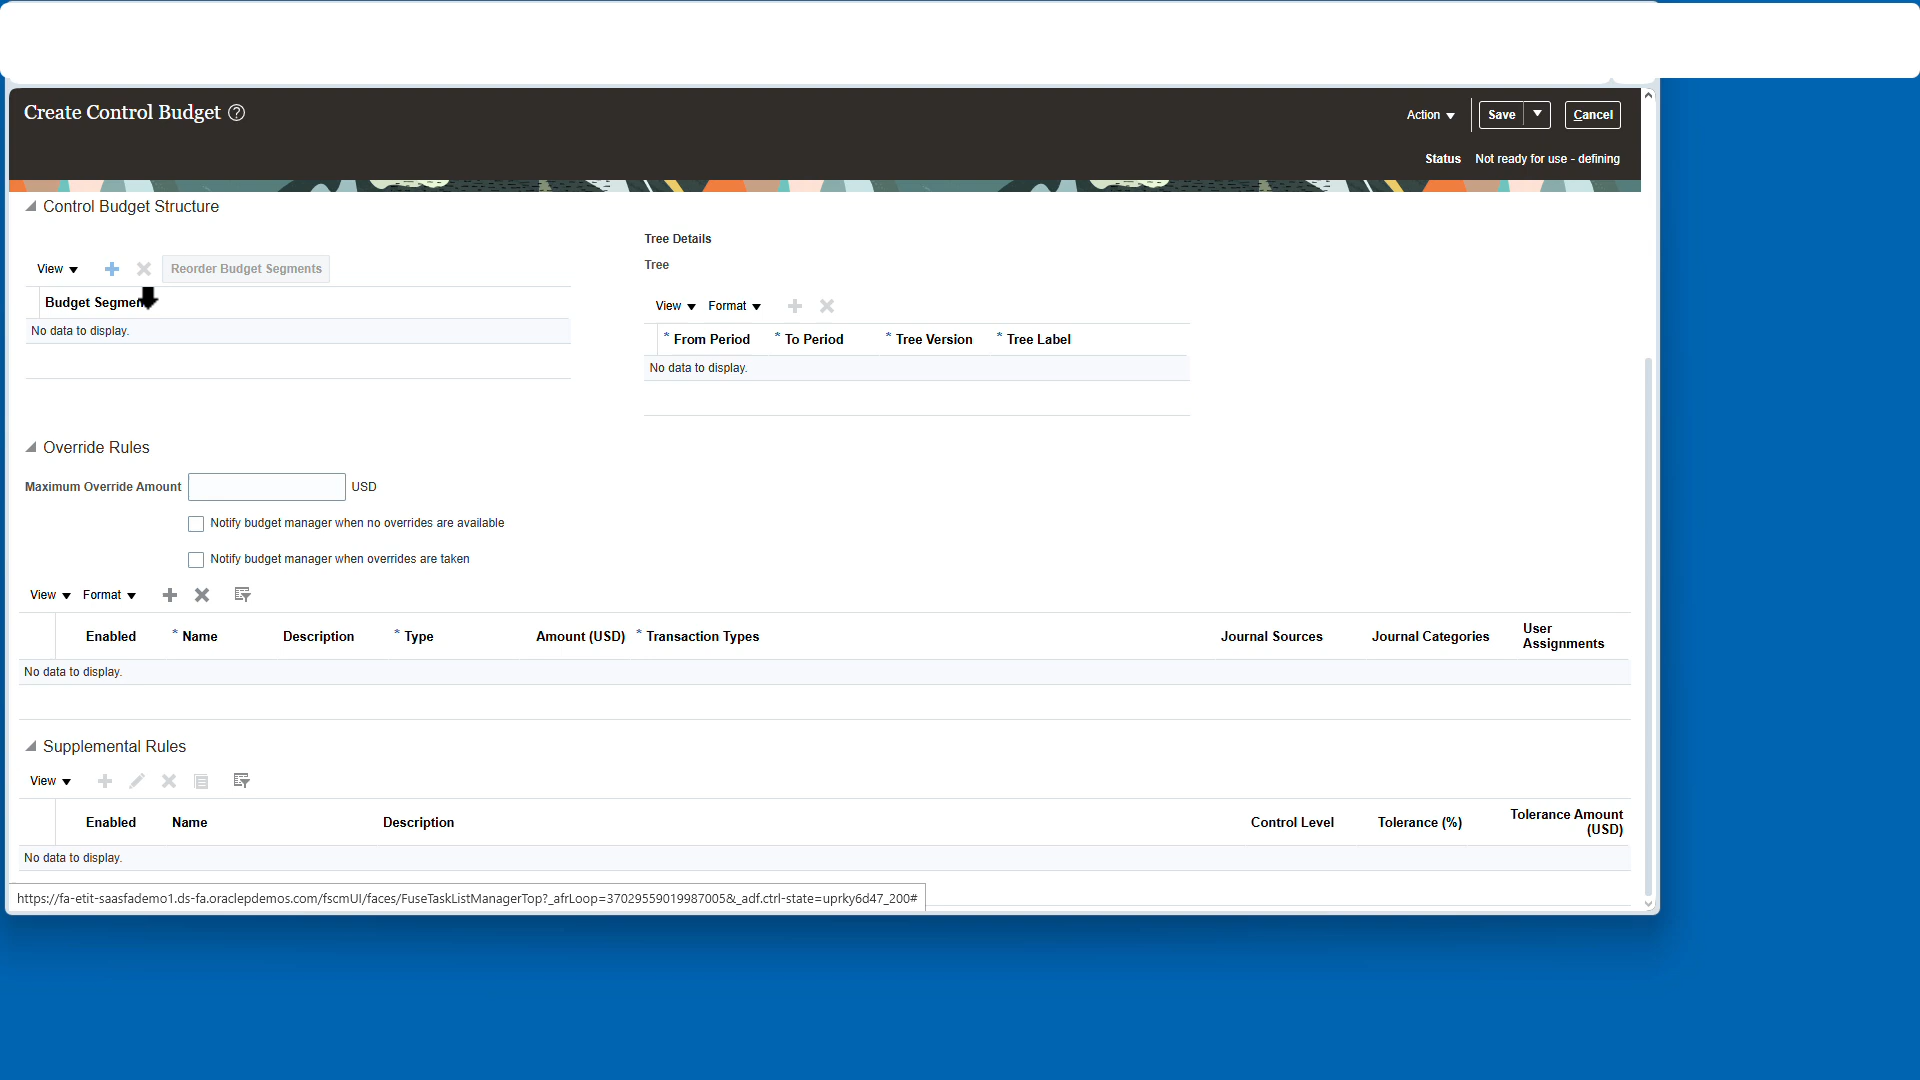 Create Control Budget
Action
Save
Cancel
Status Not ready for use - defining
Control Budget Structure
Tree Details
Tree
View
Reorder Budget Segments
Budget Segmen
No data to display.
View Format
* From Period * To Period * Tree Version * Tree Label
No data to display.
Override Rules
Maximum Override Amount USD
Notify budget manager when no overrides are available
Notify budget manager when overrides are taken
View Format
Enabled * Name Description * Type Amount (USD) * Transaction Types Journal Sources Journal Categories User Assignments
No data to display.
Supplemental Rules
View
Enabled Name Description Control Level Tolerance (%) Tolerance Amount (USD)
No data to display.
https://fa-etit-saasfademo1.ds-fa.oraclepdemos.com/fscmUI/faces/FuseTaskListManagerTop?_afrLoop=37029559019987005&_adf.ctrl-state=uprky6d47_200#